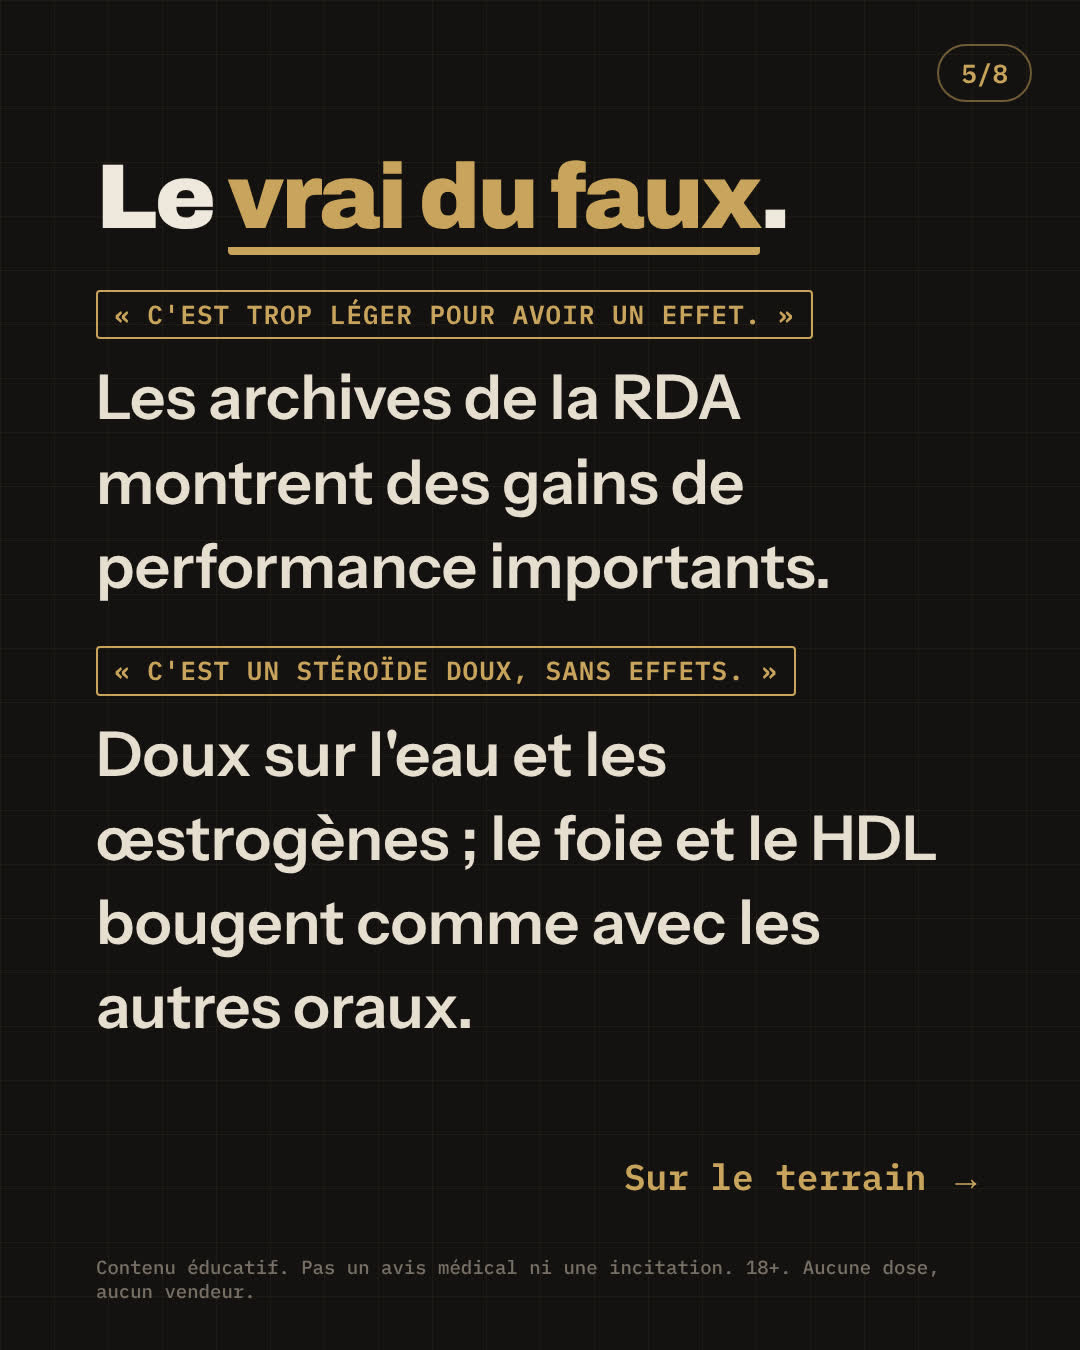 5/8
Le vrai du faux.
« C'EST TROP LÉGER POUR AVOIR UN EFFET. »
Les archives de la RDA
montrent des gains de
performance importants.
« C'EST UN STÉROÏDE DOUX, SANS EFFETS. »
Doux sur l'eau et les
œstrogènes ; le foie et le HDL
bougent comme avec les
autres oraux.
Sur le terrain →
Contenu éducatif. Pas un avis médical ni une incitation. 18+. Aucune dose,
aucun vendeur.